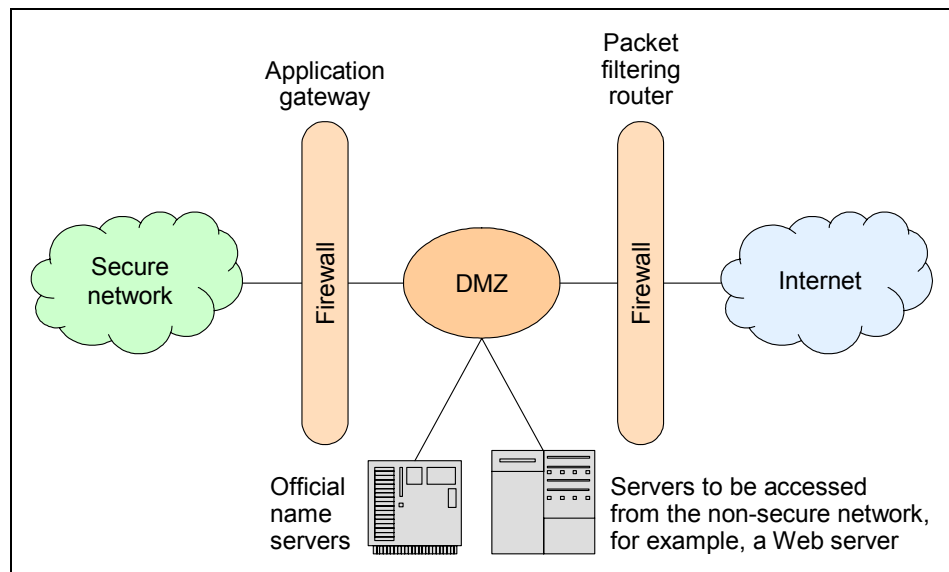 Application
gateway
Packet
filtering
router
Secure
network
Firewall
DMZ
Firewall
Internet
Official
name
servers
Servers to be accessed
from the non-secure network,
for example, a Web server